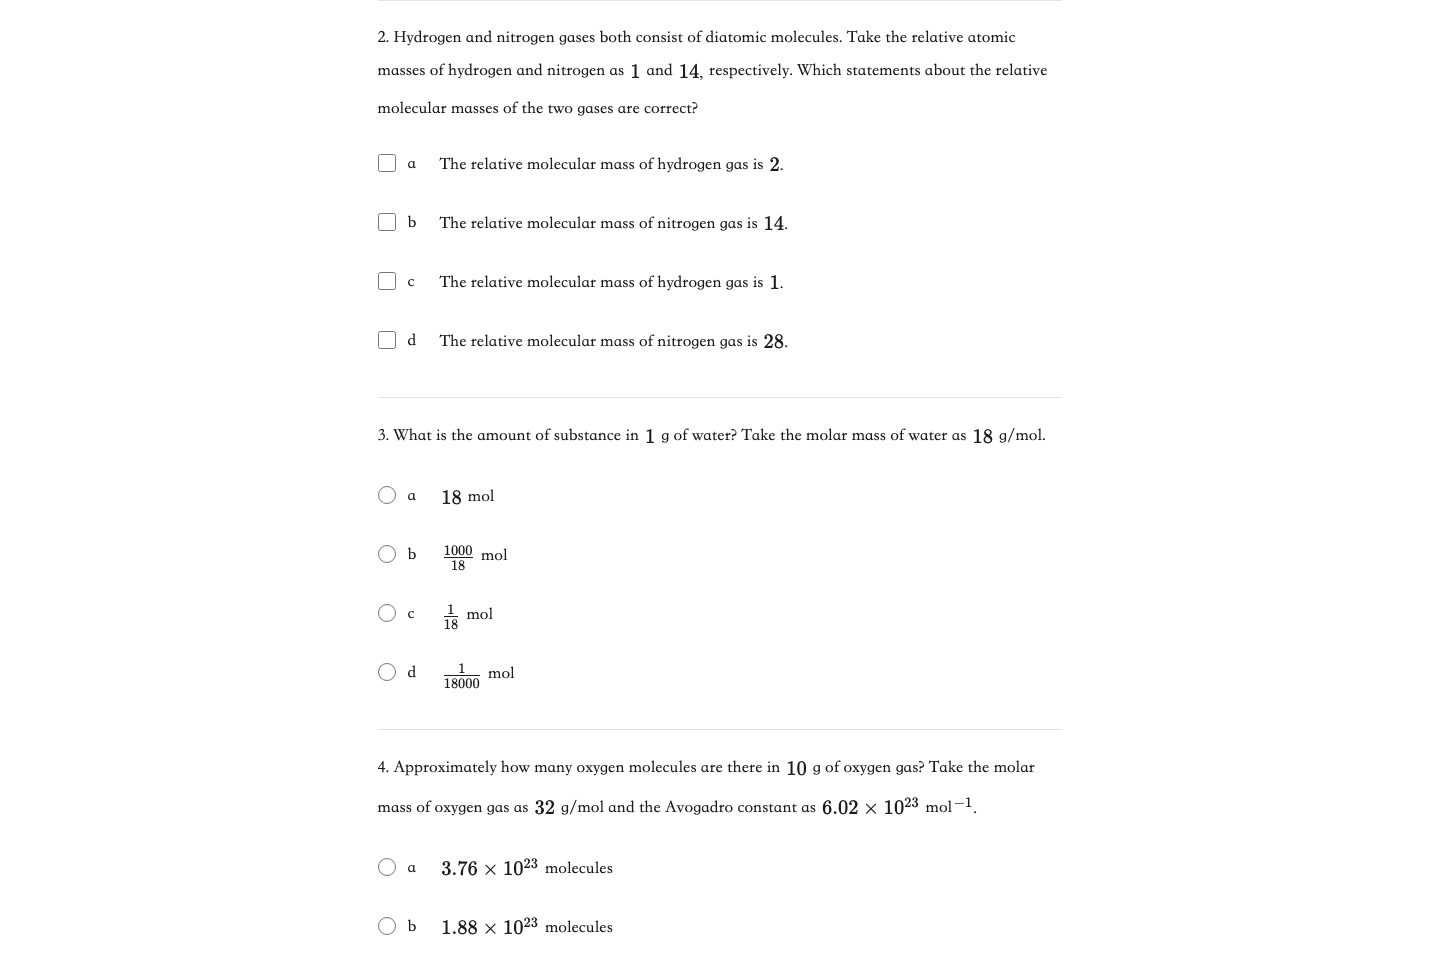 2. Hydrogen and nitrogen gases both consist of diatomic molecules. Take the relative atomic
masses of hydrogen and nitrogen as 1 and 14, respectively. Which statements about the relative
molecular masses of the two gases are correct?
a The relative molecular mass of hydrogen gas is 2.
b The relative molecular mass of nitrogen gas is 14.
c The relative molecular mass of hydrogen gas is 1.
d The relative molecular mass of nitrogen gas is 28.
3. What is the amount of substance in 1 g of water? Take the molar mass of water as 18 g/mol.
a 18 mol
b $\frac{1000}{18}$ mol
c $\frac{1}{18}$ mol
d $\frac{1}{18000}$ mol
4. Approximately how many oxygen molecules are there in 10 g of oxygen gas? Take the molar
mass of oxygen gas as 32 g/mol and the Avogadro constant as $6.02 \times 10^{23}$ mol$^{-1}$.
a $3.76 \times 10^{23}$ molecules
b $1.88 \times 10^{23}$ molecules